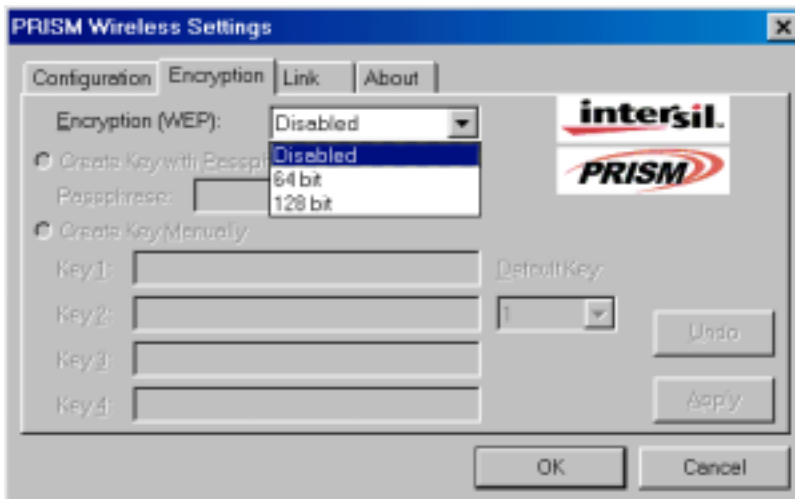 PRISM Wireless Settings
Configuration Encryption Link About
Encryption (WEP): Disabled
intersil.
Disabled
64 bit
128 bit
PRISM
Create Key with
Passphrase:
Create Key Manually
Key 1: Default Key:
Key 2: 1
Undo
Key 3:
Key 4: Apply
OK Cancel